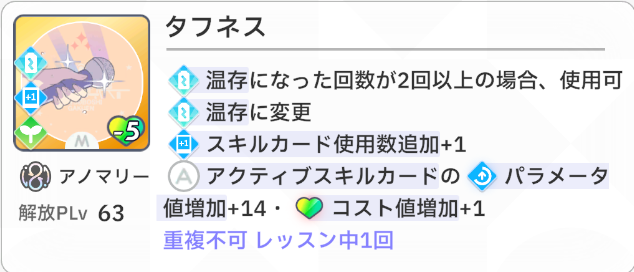 タフネス
温存になった回数が2回以上の場合、使用可
温存に変更
+1 スキルカード使用数追加+1
A アクティブスキルカードの パラメータ
値増加+14・ コスト値増加+1
重複不可 レッスン中1回
+1
M
-5
アノマリー
解放PLv 63